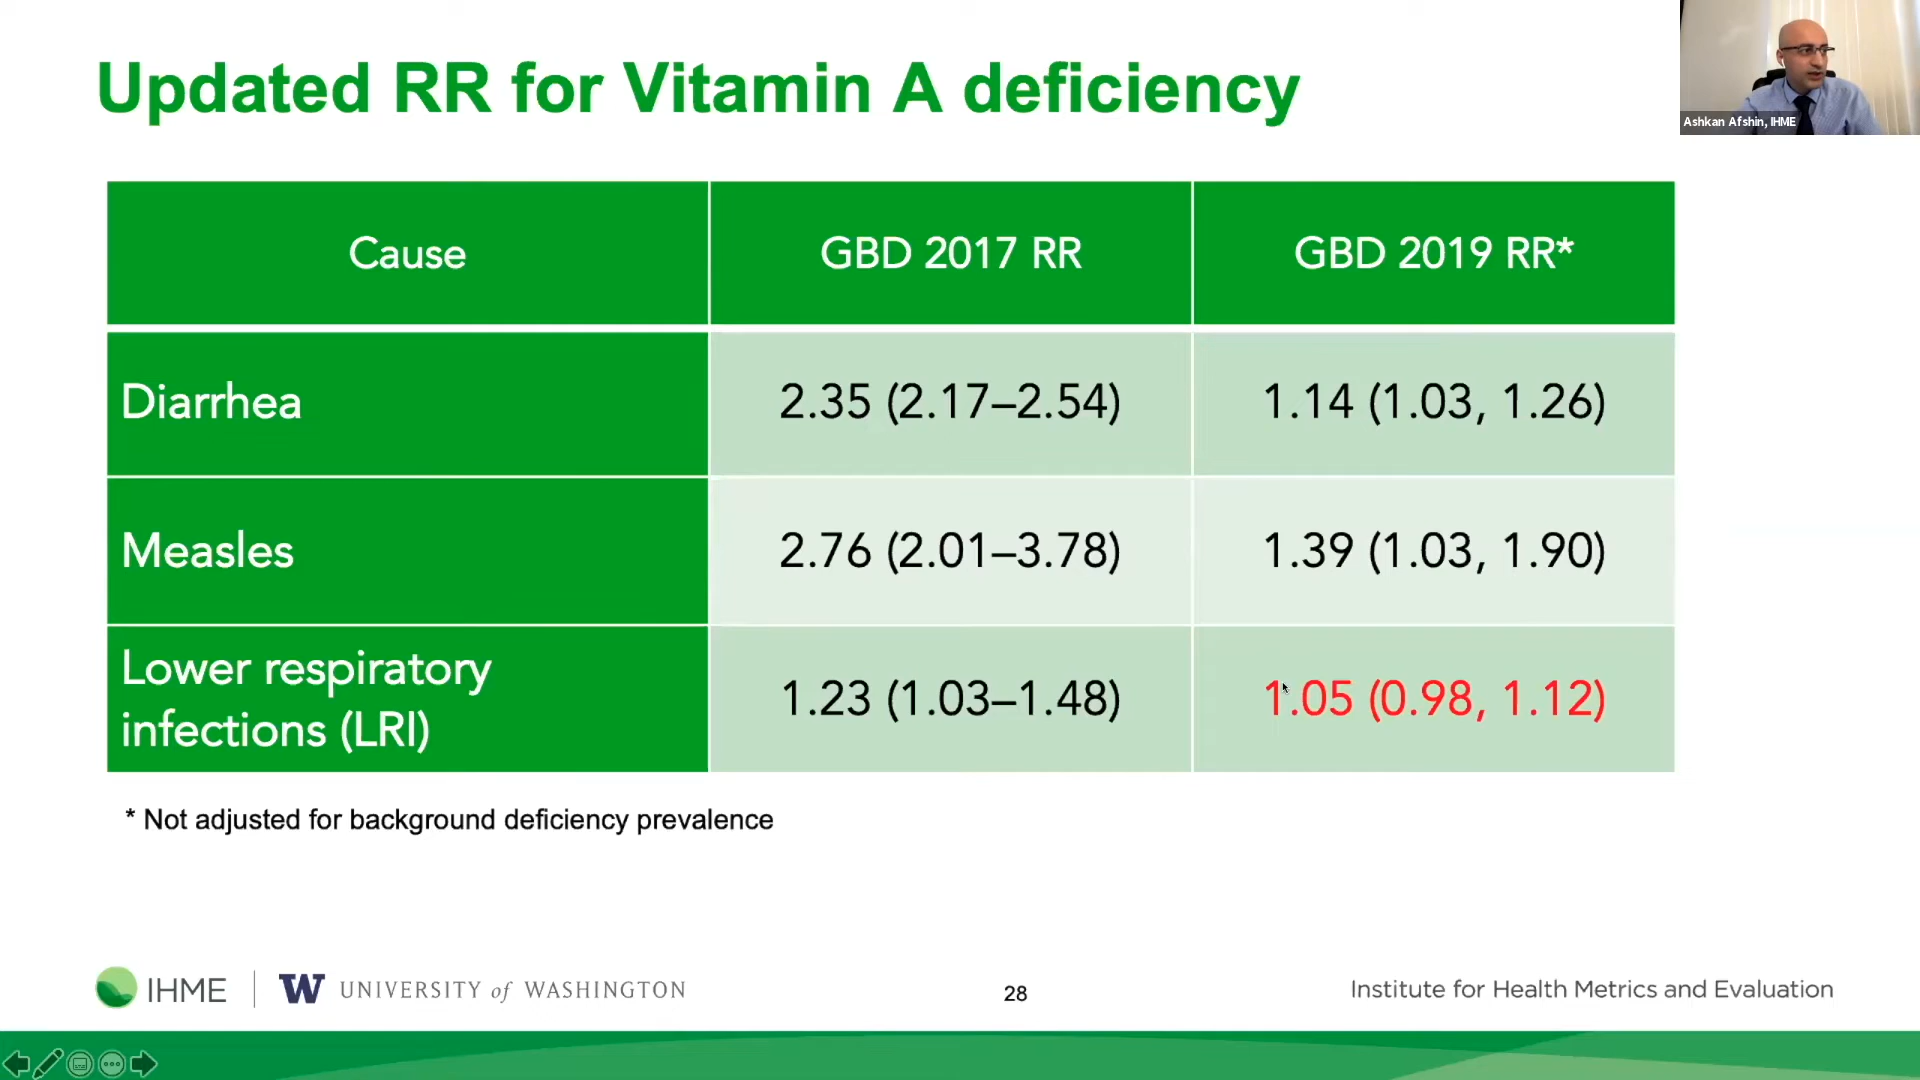 Updated RR for Vitamin A deficiency
Ashkan Afshin, IHME
Cause
GBD 2017 RR
GBD 2019 RR*
Diarrhea
2.35 (2.17–2.54)
1.14 (1.03, 1.26)
Measles
2.76 (2.01–3.78)
1.39 (1.03, 1.90)
Lower respiratory
infections (LRI)
1.23 (1.03–1.48)
1.05 (0.98, 1.12)
* Not adjusted for background deficiency prevalence
IHME
W UNIVERSITY of WASHINGTON
28
Institute for Health Metrics and Evaluation